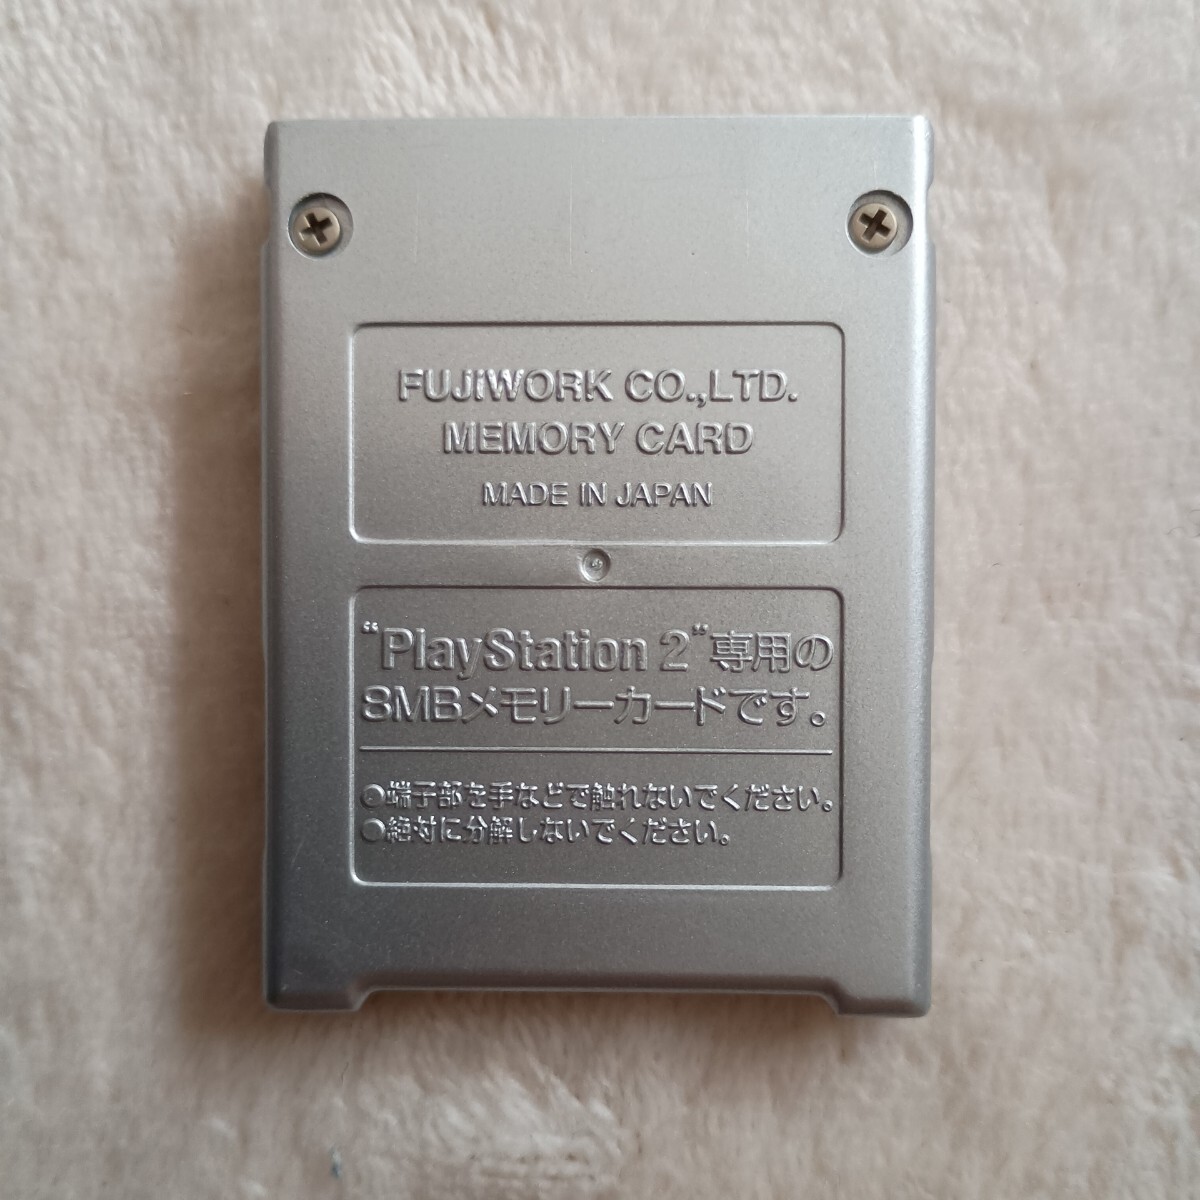 FUJIWORK CO.,LTD.
MEMORY CARD
MADE IN JAPAN
“PlayStation 2”専用の
8MBメモリーカードです。
○端子部を手などで触れないでください。
○絶対に分解しないでください。